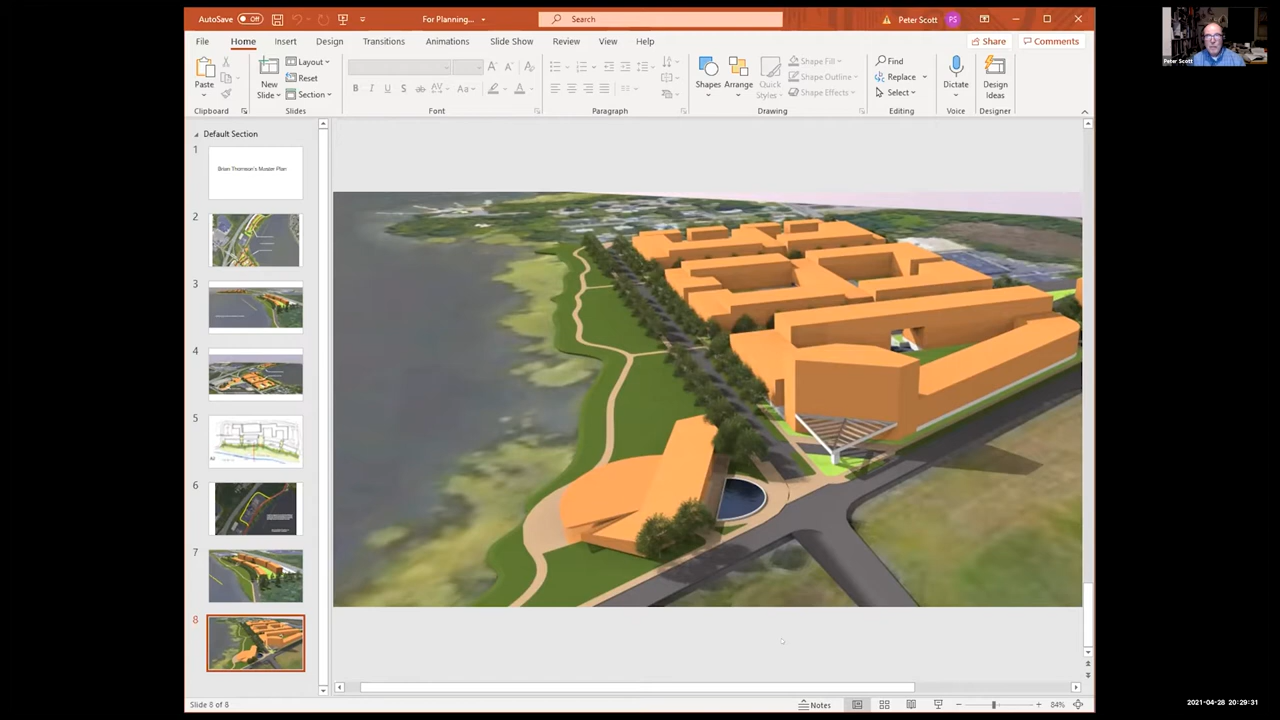 AutoSave
Off
For Planning...
Search
Peter Scott
PS
File
Home
Insert
Design
Transitions
Animations
Slide Show
Review
View
Help
Share
Comments
Paste
Clipboard
New
Slide
Layout
Reset
Section
Slides
B
I
U
S
ab
AV
Aa
A
Font
Paragraph
Shapes
Arrange
Quick
Styles
Shape Fill
Shape Outline
Shape Effects
Drawing
Find
Replace
Select
Editing
Dictate
Voice
Design
Ideas
Designer
Default Section
1
Brian Thomson's Master Plan
2
3
4
5
6
7
8
Slide 8 of 8
Notes
84%
Peter Scott
2021-04-28 20:29:31